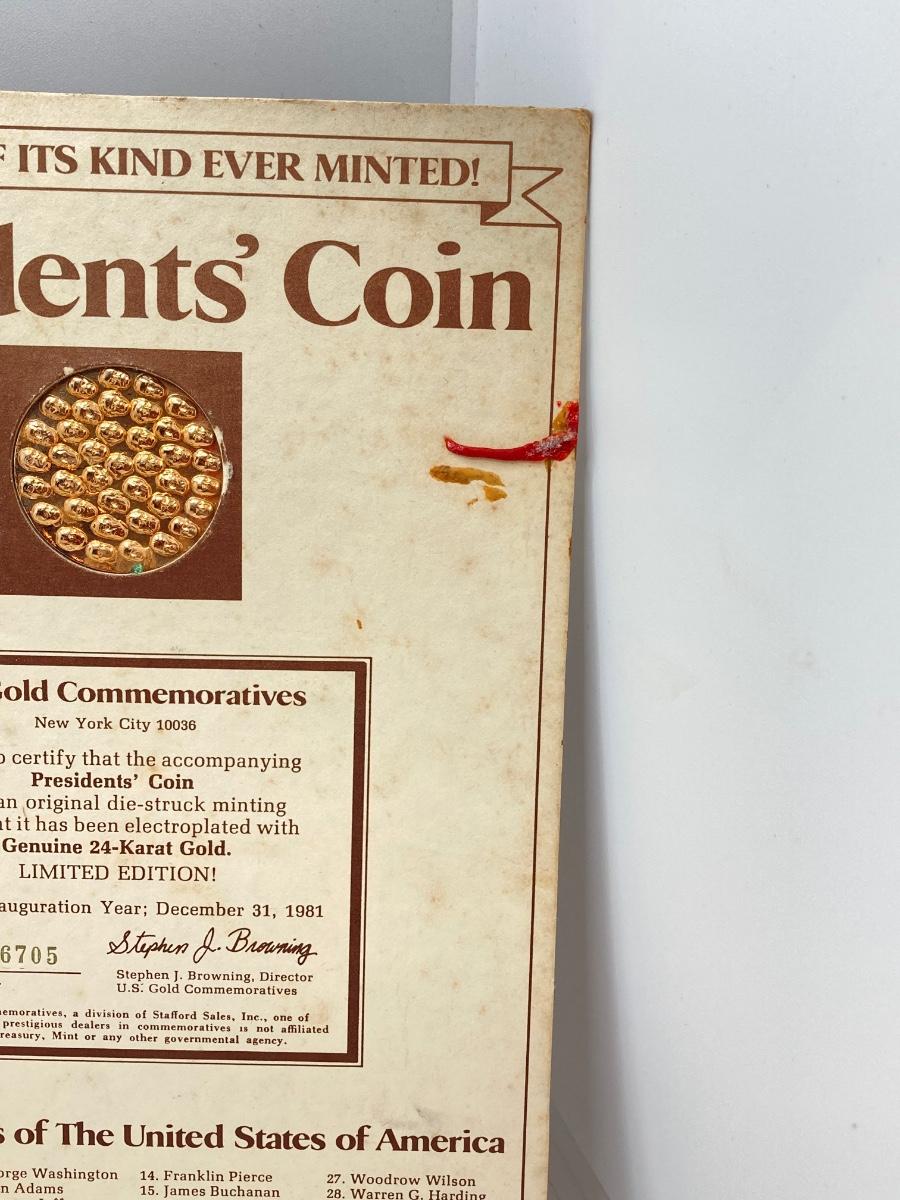 ITS KIND EVER MINTED!
dents' Coin
Gold Commemoratives
New York City 10036
certify that the accompanying
Presidents' Coin
an original die-struck minting
it has been electroplated with
Genuine 24-Karat Gold.
LIMITED EDITION!
auguration Year; December 31, 1981
6705
Stephen J. Browning
Stephen J. Browning, Director
U.S. Gold Commemoratives
emoratives, a division of Stafford Sales, Inc., one of
prestigious dealers in commemoratives is not affiliated
reasury, Mint or any other governmental agency.
s of The United States of America
orge Washington
n Adams
14. Franklin Pierce
15. James Buchanan
27. Woodrow Wilson
28. Warren G. Harding